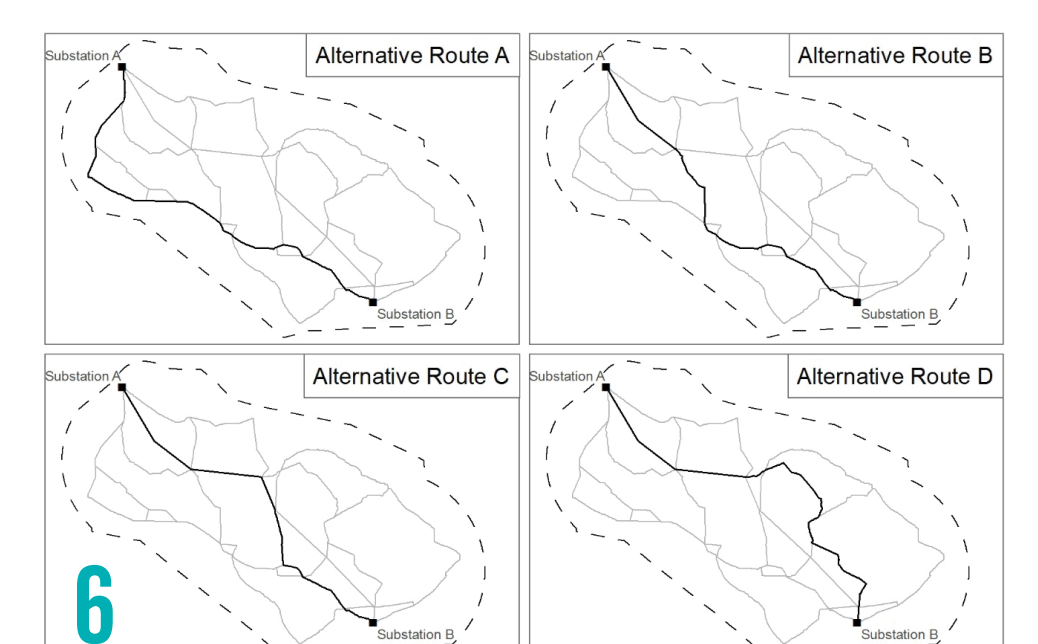 Substation A
Alternative Route A
Substation B
Substation A
Alternative Route B
Substation B
Substation A
Alternative Route C
6
Substation B
Substation A
Alternative Route D
Substation B